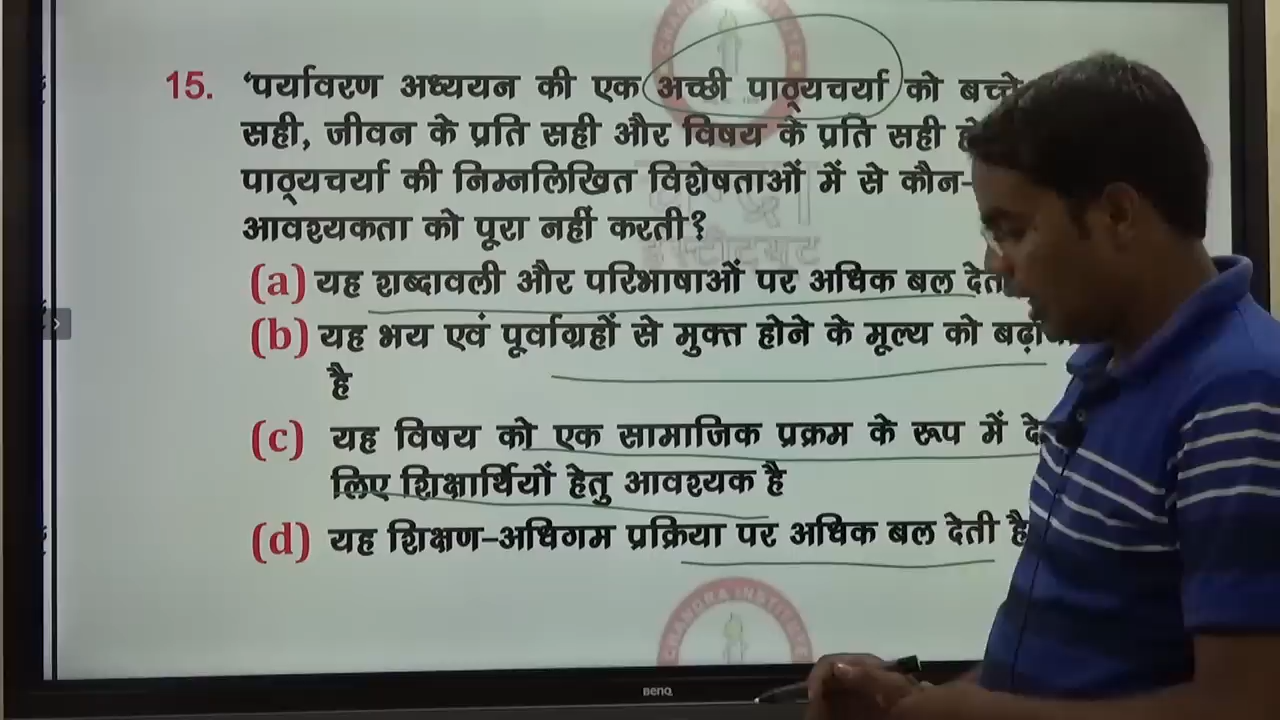 15. ‘पर्यावरण अध्ययन की एक अच्छी पाठ्यचर्या को बच्चे
सही, जीवन के प्रति सही और विषय के प्रति सही
पाठ्यचर्या की निम्नलिखित विशेषताओं में से कौन-
आवश्यकता को पूरा नहीं करती?
(a) यह शब्दावली और परिभाषाओं पर अधिक बल
(b) यह भय एवं पूर्वाग्रहों से मुक्त होने के मूल्य को
है
(c) यह विषय को एक सामाजिक प्रक्रम के रूप में
लिए शिक्षार्थियों हेतु आवश्यक है
(d) यह शिक्षण-अधिगम प्रक्रिया पर अधिक बल देती है
CHANDRA INSTITUTE
BENQ